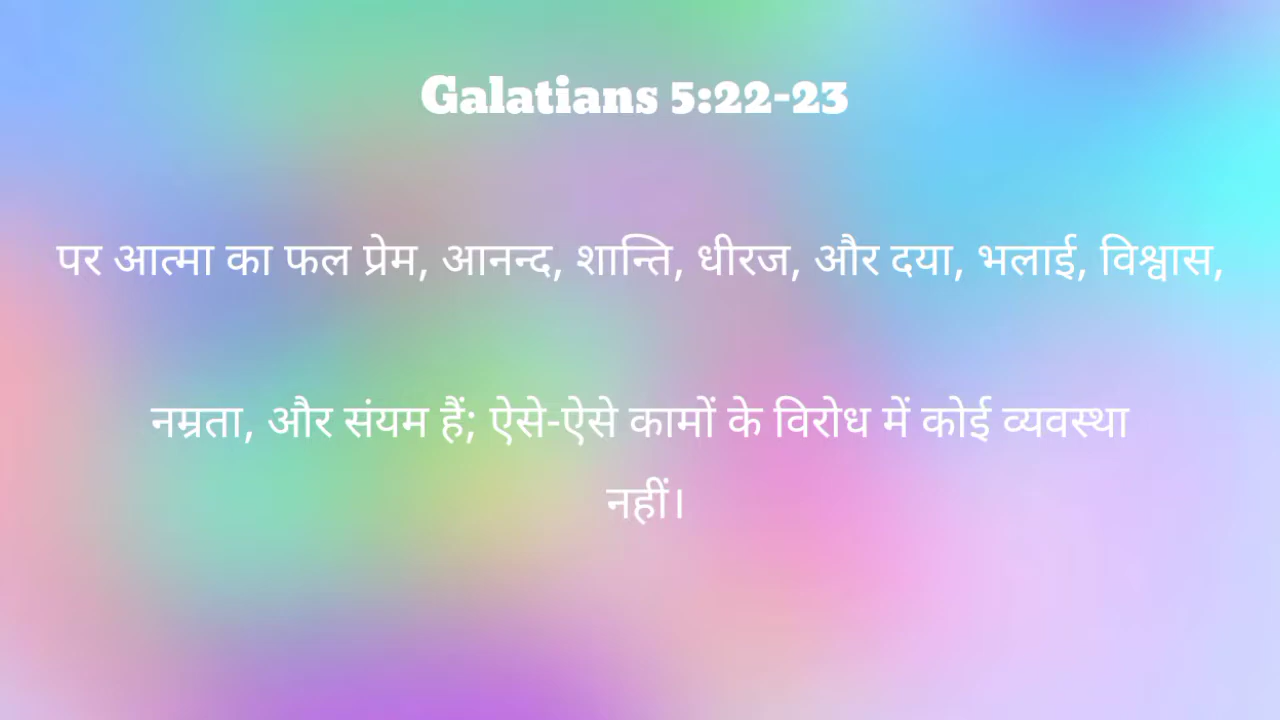 Galatians 5:22-23
पर आत्मा का फल प्रेम, आनन्द, शान्ति, धीरज, और दया, भलाई, विश्वास,
नम्रता, और संयम हैं; ऐसे-ऐसे कामों के विरोध में कोई व्यवस्था
नहीं।